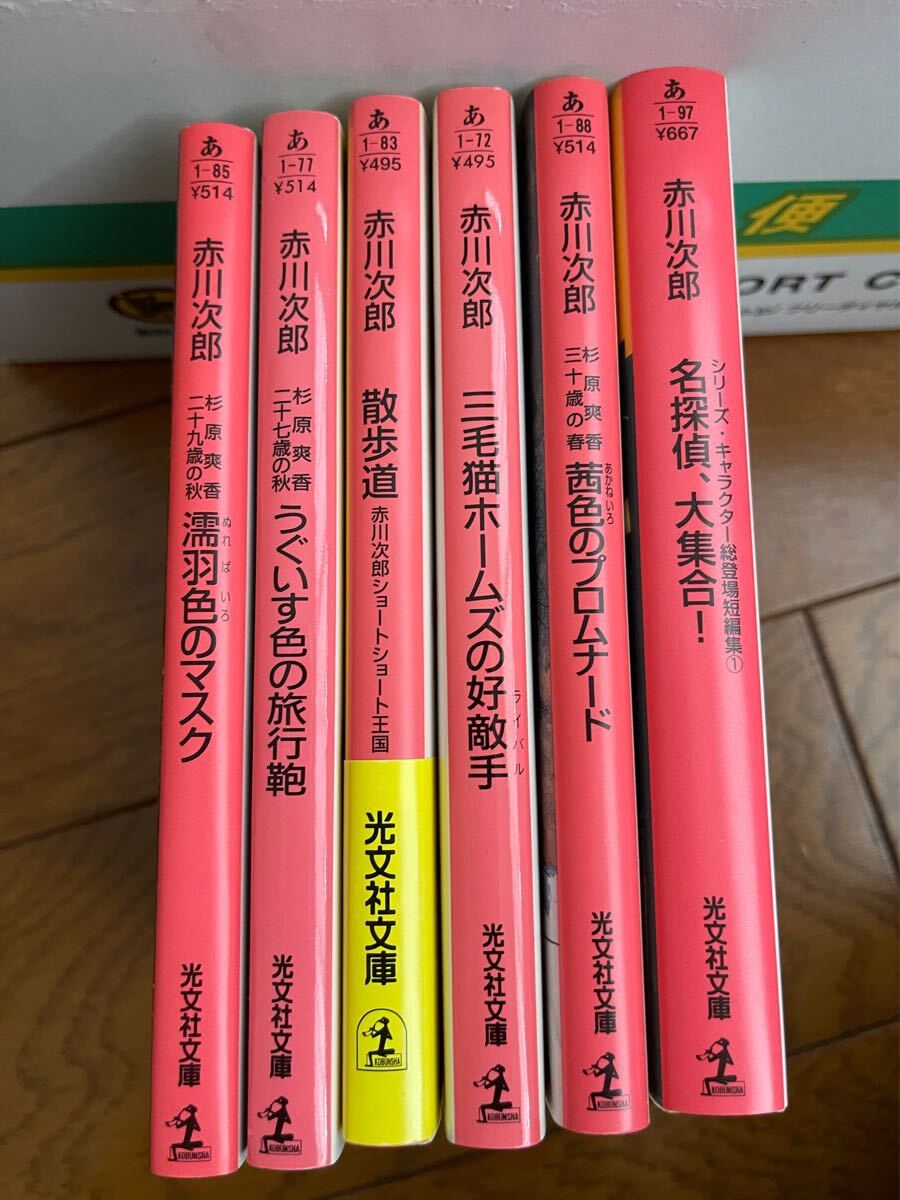 あ
1-85
¥514
赤川次郎
杉原爽香
二十九歳の秋
濡羽色のマスク
ぬればいろ
光文社文庫
KOBUNSHA
あ
1-77
¥514
赤川次郎
杉原爽香
二十七歳の秋
うぐいす色の旅行鞄
光文社文庫
KOBUNSHA
あ
1-83
¥495
赤川次郎
散歩道
赤川次郎ショートショート王国
光文社文庫
KOBUNSHA
あ
1-72
¥495
赤川次郎
三毛猫ホームズの好敵手
ライバル
光文社文庫
KOBUNSHA
あ
1-88
¥514
赤川次郎
杉原爽香
三十歳の春
茜色のプロムナード
あかねいろ
光文社文庫
KOBUNSHA
あ
1-97
¥667
赤川次郎
シリーズ・キャラクター総登場短編集①
名探偵、大集合!
光文社文庫
KOBUNSHA
便
ORT C